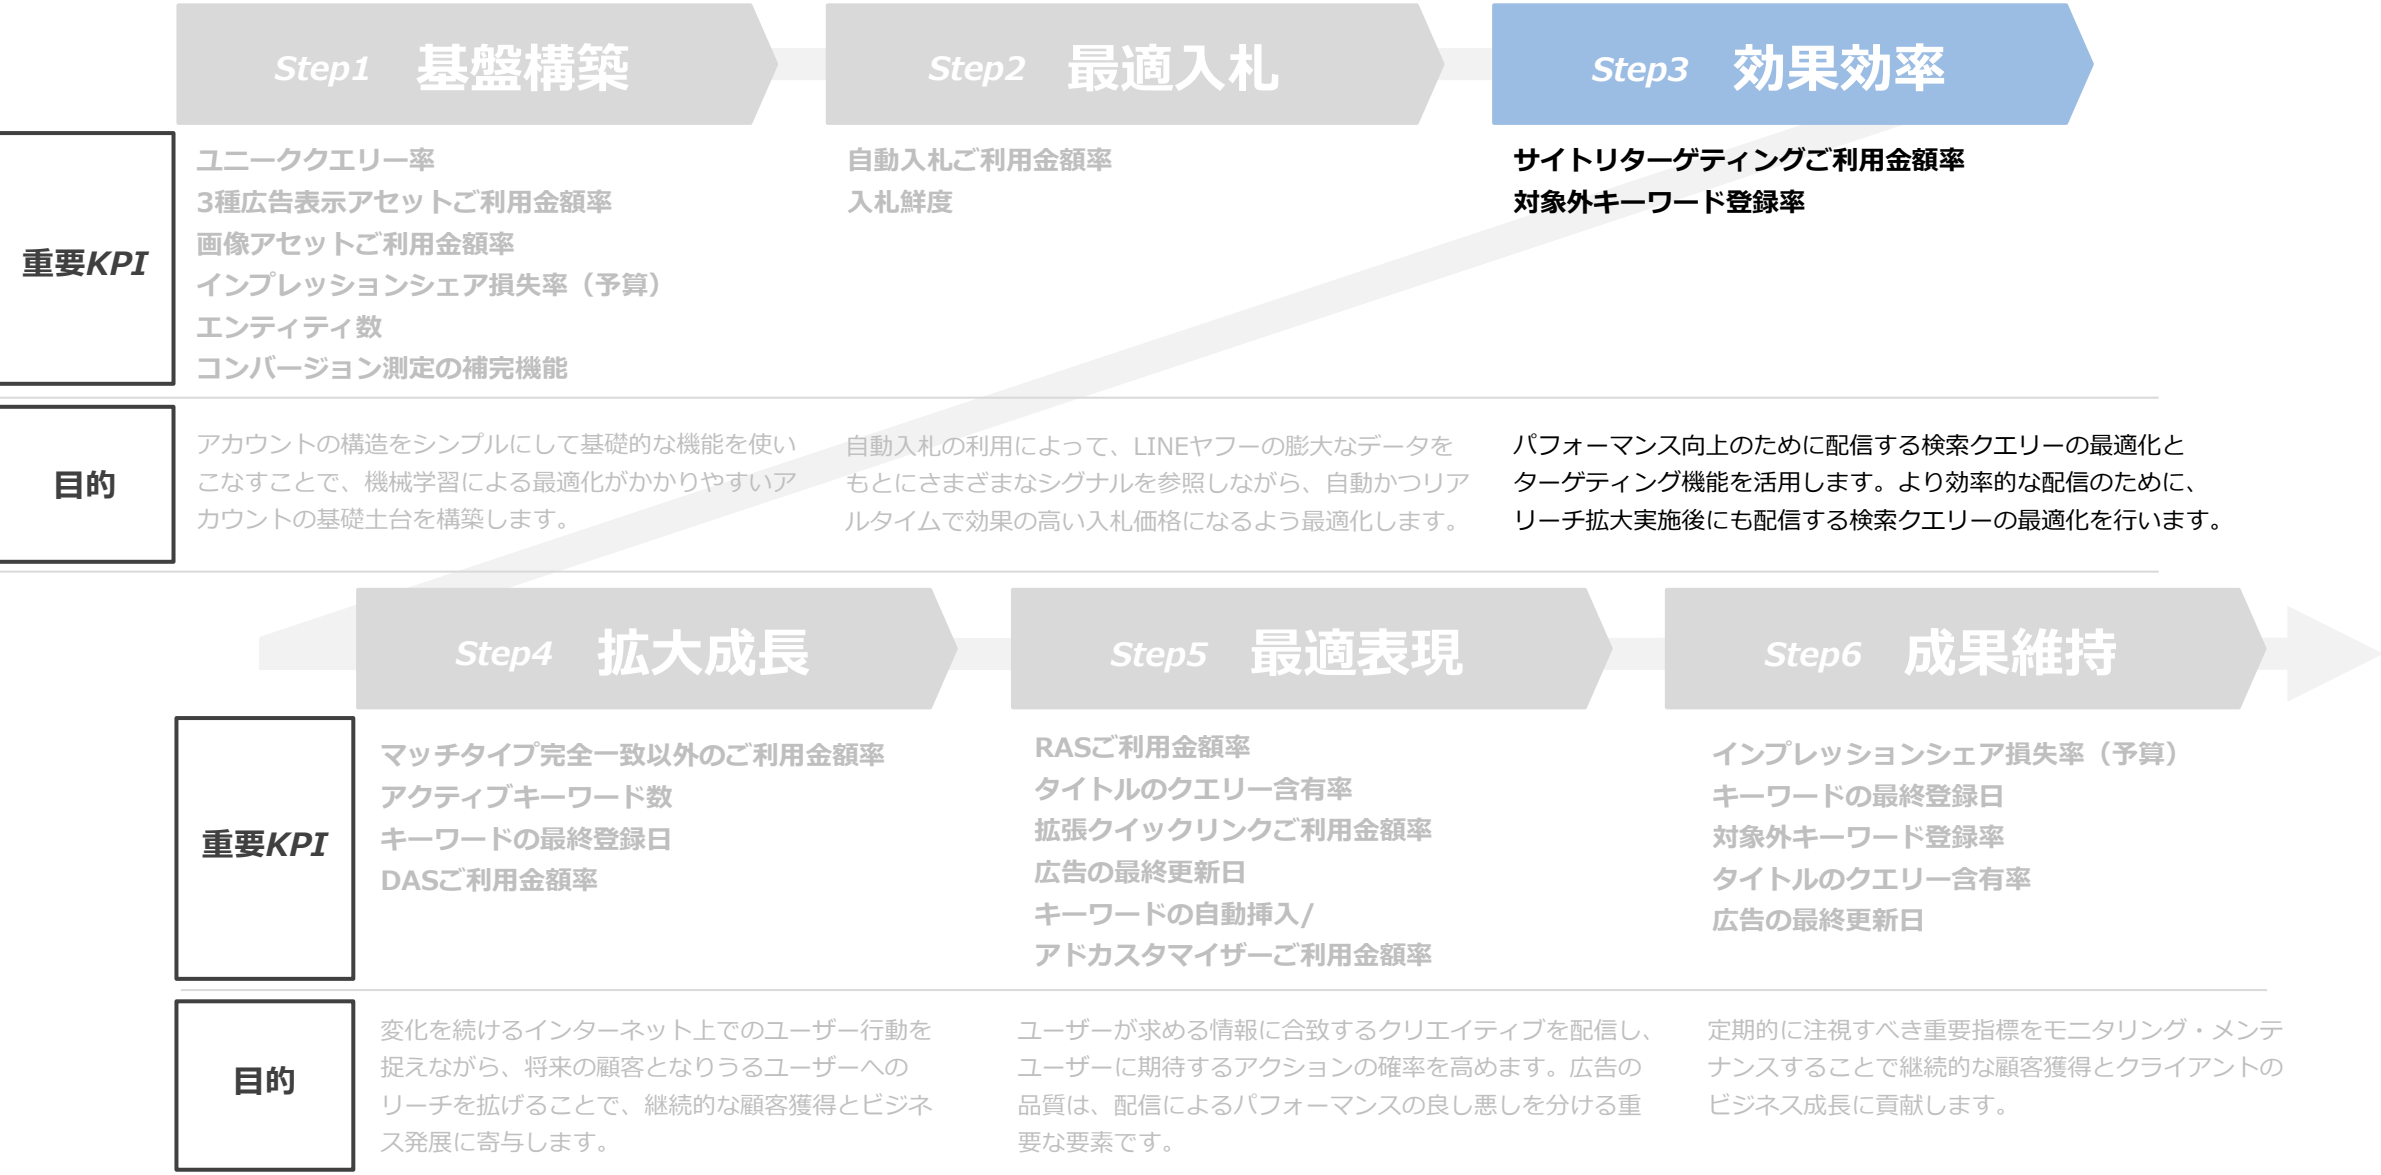 Step1 基盤構築
Step2 最適入札
Step3 効果効率
重要KPI
ユニーククエリー率
3種広告表示アセットご利用金額率
画像アセットご利用金額率
インプレッションシェア損失率（予算）
エンティティ数
コンバージョン測定の補完機能
自動入札ご利用金額率
入札鮮度
サイトリターゲティングご利用金額率
対象外キーワード登録率
目的
アカウントの構造をシンプルにして基礎的な機能を使い
こなすことで、機械学習による最適化がかかりやすいア
カウントの基礎土台を構築します。
自動入札の利用によって、LINEヤフーの膨大なデータを
もとにさまざまなシグナルを参照しながら、自動かつリア
ルタイムで効果の高い入札価格になるよう最適化します。
パフォーマンス向上のために配信する検索クエリーの最適化と
ターゲティング機能を活用します。より効率的な配信のために、
リーチ拡大実施後にも配信する検索クエリーの最適化を行います。
Step4 拡大成長
Step5 最適表現
Step6 成果維持
重要KPI
マッチタイプ完全一致以外のご利用金額率
アクティブキーワード数
キーワードの最終登録日
DASご利用金額率
RASご利用金額率
タイトルのクエリー含有率
拡張クイックリンクご利用金額率
広告の最終更新日
キーワードの自動挿入/
アドカスタマイザーご利用金額率
インプレッションシェア損失率（予算）
キーワードの最終登録日
対象外キーワード登録率
タイトルのクエリー含有率
広告の最終更新日
目的
変化を続けるインターネット上でのユーザー行動を
捉えながら、将来の顧客となりうるユーザーへの
リーチを拡げることで、継続的な顧客獲得とビジネ
ス発展に寄与します。
ユーザーが求める情報に合致するクリエイティブを配信し、
ユーザーに期待するアクションの確率を高めます。広告の
品質は、配信によるパフォーマンスの良し悪しを分ける重
要な要素です。
定期的に注視すべき重要指標をモニタリング・メンテ
ナンスすることで継続的な顧客獲得とクライアントの
ビジネス成長に貢献します。